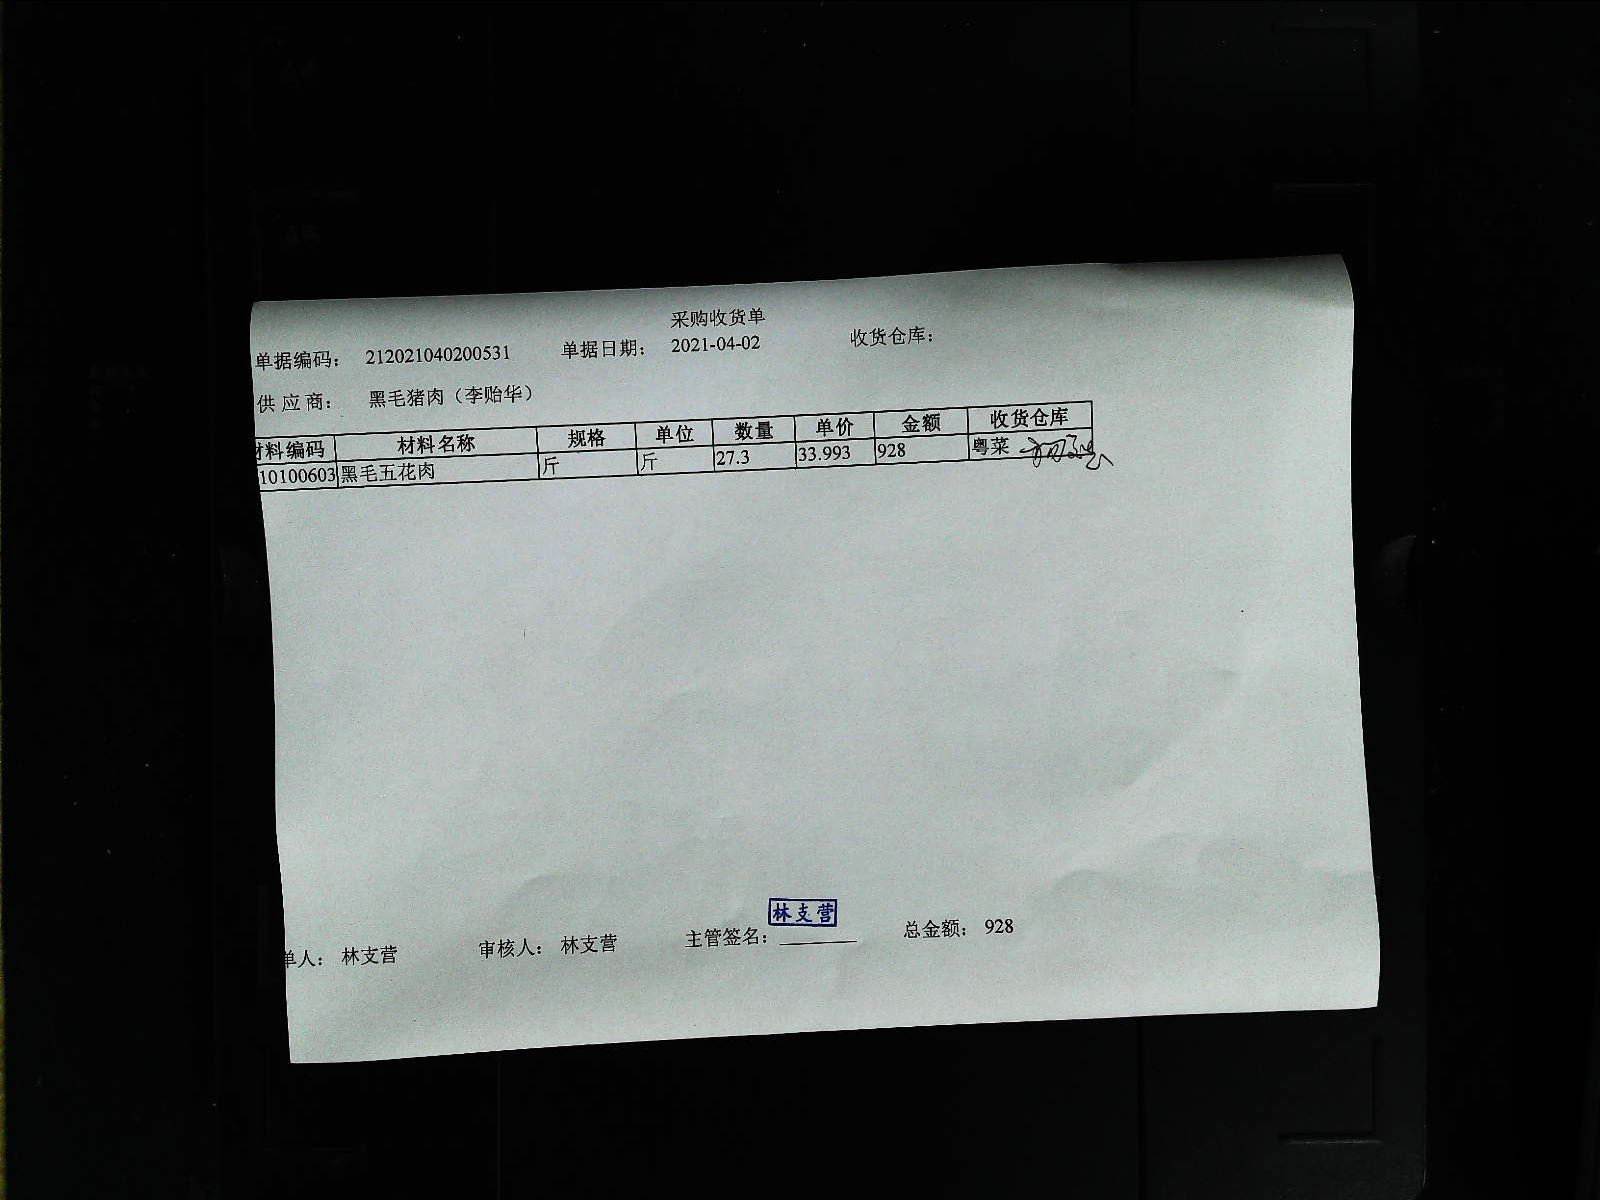 采购收货单
单据编码： 212021040200531 单据日期： 2021-04-02 收货仓库：
供应商： 黑毛猪肉（李贻华）
材料编码 材料名称 规格 单位 数量 单价 金额 收货仓库
10100603 黑毛五花肉 斤 斤 27.3 33.993 928 粤菜
林支营
单人： 林支营 审核人： 林支营 主管签名： 总金额： 928